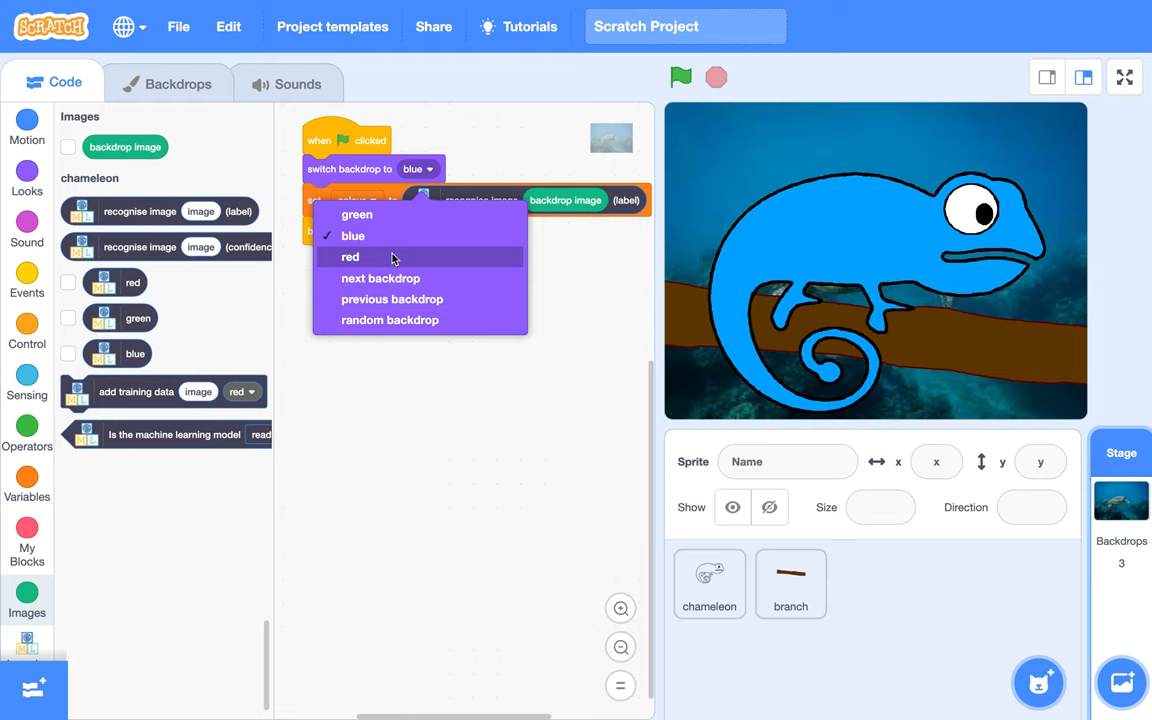 SCRATCH
File
Edit
Project templates
Share
Tutorials
Scratch Project
Code
Backdrops
Sounds
Motion
Looks
Sound
Events
Control
Sensing
Operators
Variables
My
Blocks
Images
Images
backdrop image
chameleon
recognise image image (label)
recognise image image (confidenc
red
green
blue
add training data image red
Is the machine learning model read
when clicked
switch backdrop to blue
recognise image backdrop image (label)
green
✓ blue
red
next backdrop
previous backdrop
random backdrop
Sprite Name x x y y
Show Size Direction
chameleon
branch
Stage
Backdrops
3